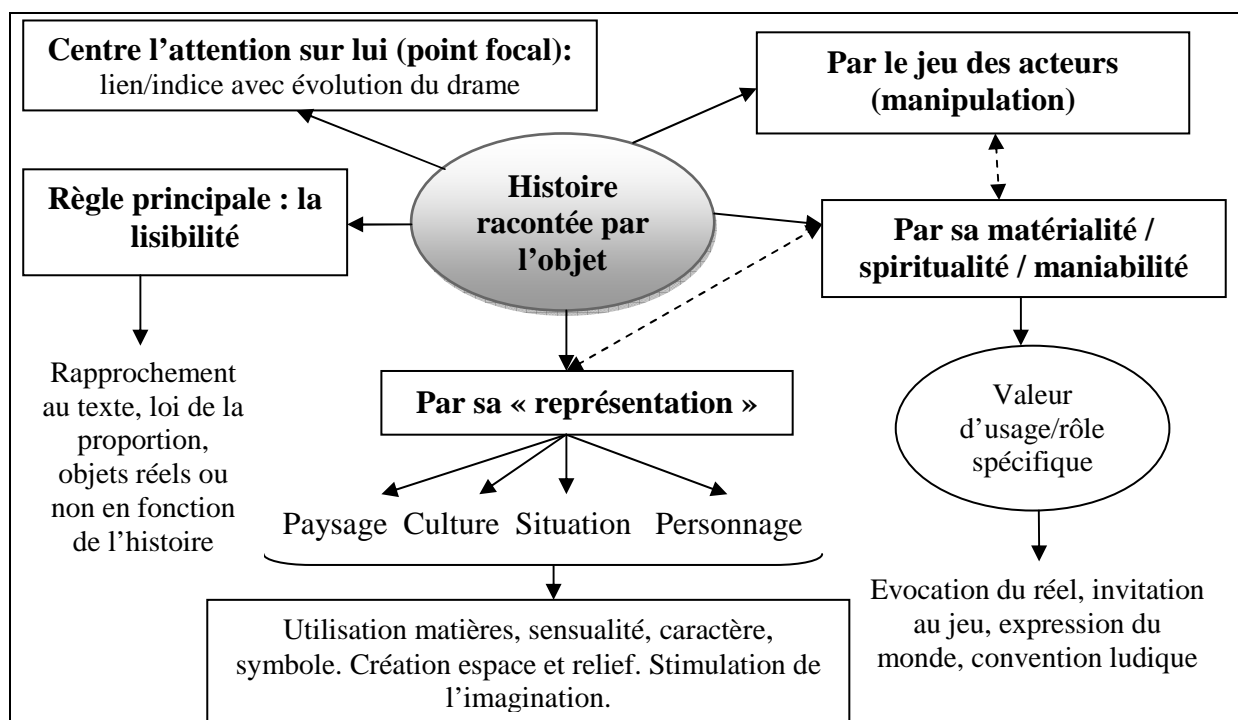 Centre l'attention sur lui (point focal):
lien/indice avec évolution du drame
Par le jeu des acteurs
(manipulation)
Histoire
racontée par
l'objet
Règle principale : la
lisibilité
Par sa matérialité /
spiritualité / maniabilité
Rapprochement
au texte, loi de la
proportion,
objets réels ou
non en fonction
de l'histoire
Par sa « représentation »
Valeur
d'usage/rôle
spécifique
Paysage Culture Situation Personnage
Evocation du réel, invitation
au jeu, expression du
monde, convention ludique
Utilisation matières, sensualité, caractère,
symbole. Création espace et relief. Stimulation de
l'imagination.